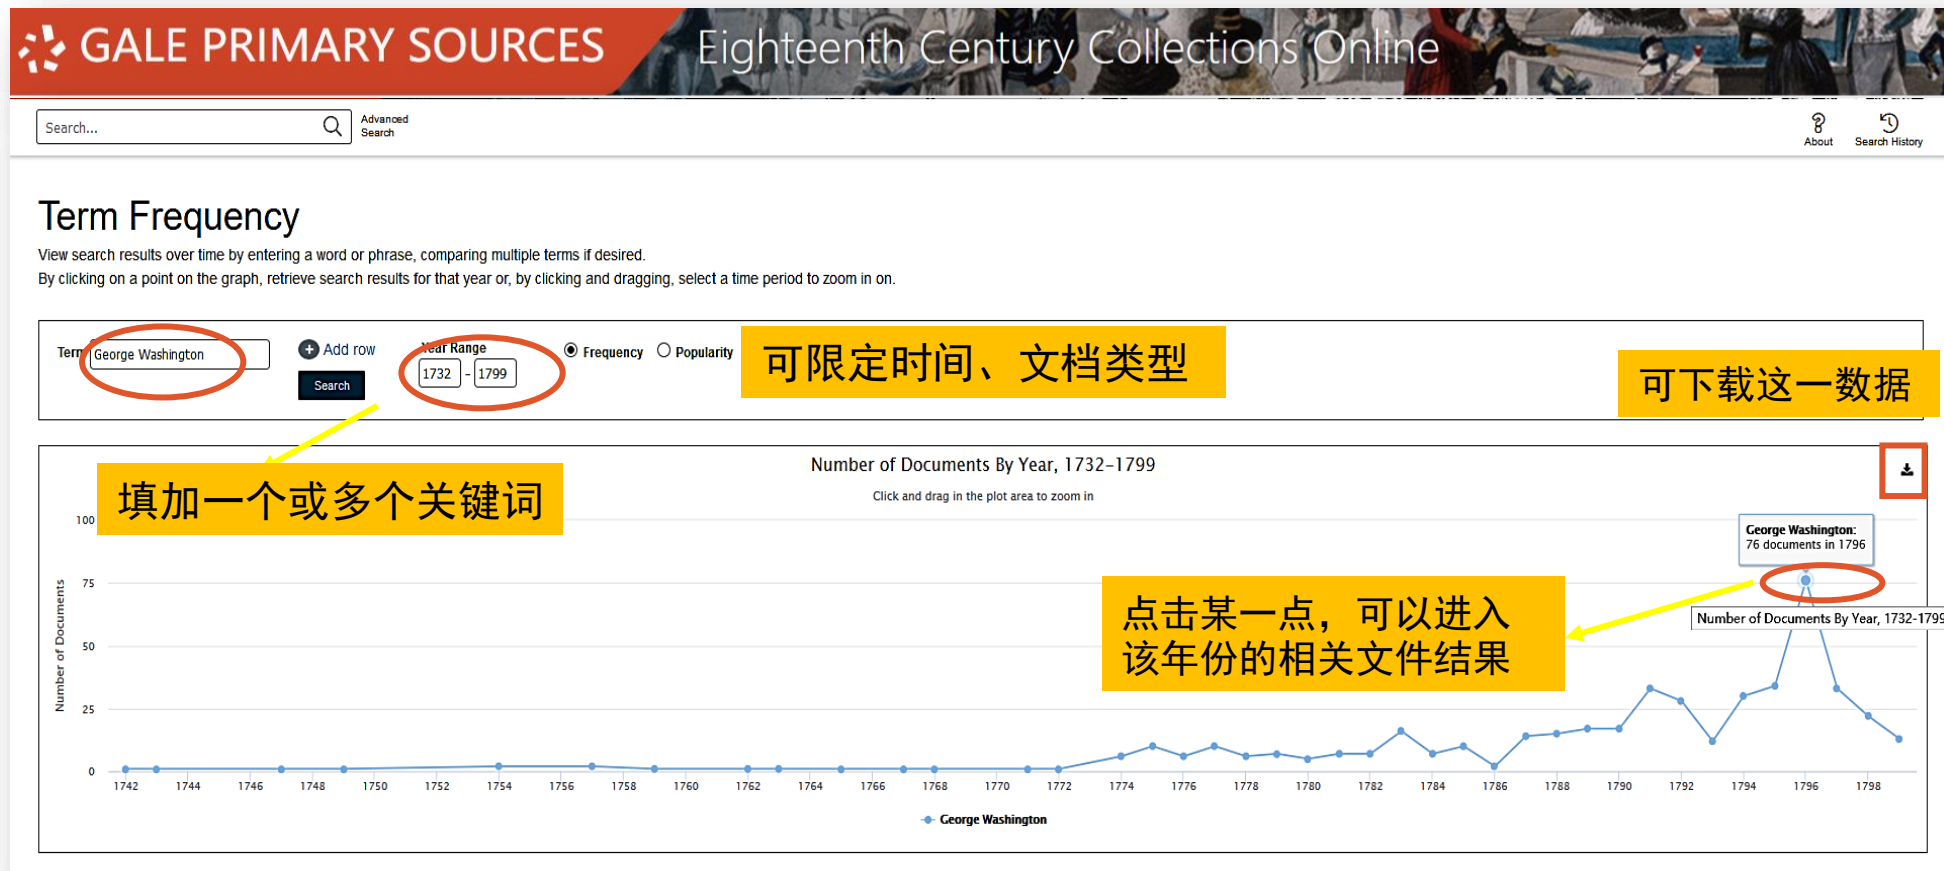 GALE PRIMARY SOURCES
Eighteenth Century Collections Online
Search...
Advanced
Search
About
Search History
Term Frequency
View search results over time by entering a word or phrase, comparing multiple terms if desired.
By clicking on a point on the graph, retrieve search results for that year or, by clicking and dragging, select a time period to zoom in on.
Term
George Washington
Add row
Search
Year Range
1732 - 1799
Frequency
Popularity
可限定时间、文档类型
可下载这一数据
填加一个或多个关键词
Number of Documents By Year, 1732-1799
Click and drag in the plot area to zoom in
George Washington:
76 documents in 1796
点击某一点，可以进入
该年份的相关文件结果
Number of Documents By Year, 1732-1799
Number of Documents
100
75
50
25
0
1742 1744 1746 1748 1750 1752 1754 1756 1758 1760 1762 1764 1766 1768 1770 1772 1774 1776 1778 1780 1782 1784 1786 1788 1790 1792 1794 1796 1798
George Washington